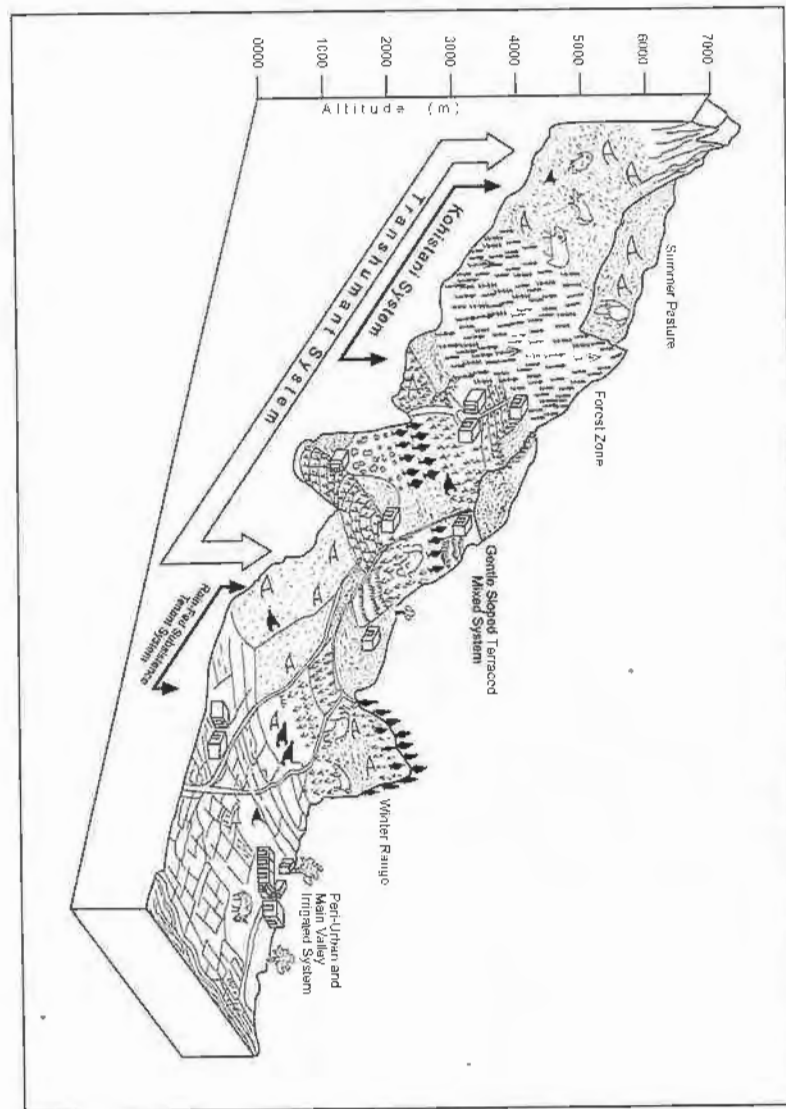 7000
6000
5000
4000
3000
2000
1000
0000
Altitude (m)
Summer Pasture
Forest Zone
Gentle Sloped Terraced
Mixed System
Winter Range
Peri-Urban and
Main Valley
Irrigated System
Kohistani System
Transhumant System
Rain-Fed Subsistence
Tenant System